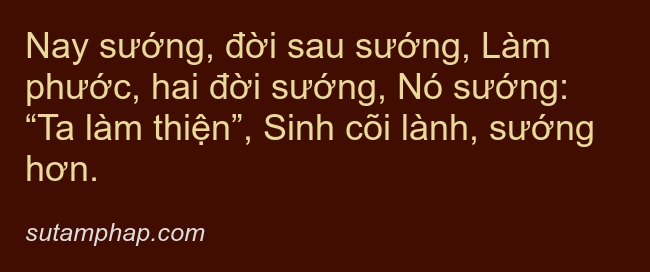 Nay sướng, đời sau sướng, Làm
phước, hai đời sướng, Nó sướng:
“Ta làm thiện”, Sinh cõi lành, sướng
hơn.
sutamphap.com